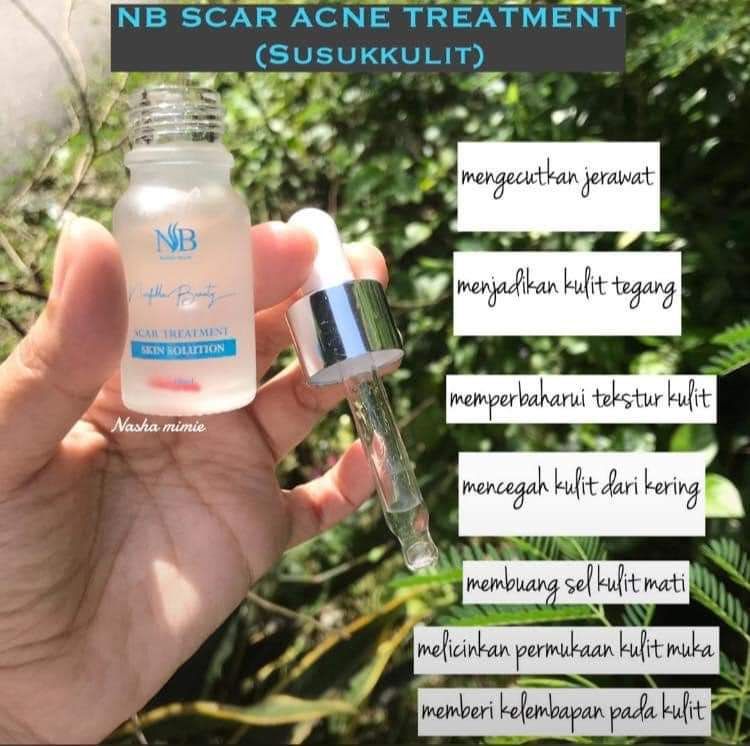 NB SCAR ACNE TREATMENT
(SUSUKKULIT)
mengecutkan jerawat
NB
menjadikan kulit tegang
Beauty
SCAR TREATMENT
SKIN SOLUTION
memperbaharui tekstur kulit
Nasha mimie
mencegah kulit dari kering
membuang sel kulit mati
melicinkan permukaan kulit muka
memberi kelembapan pada kulit